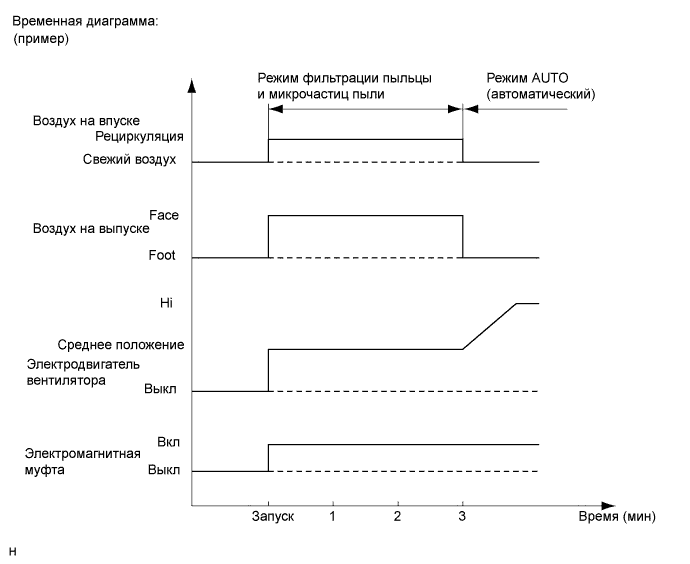 Временная диаграмма:
(пример)
Режим фильтрации пыльцы
и микрочастиц пыли
Режим AUTO
(автоматический)
Воздух на впуске
Рециркуляция
Свежий воздух
Face
Воздух на выпуске
Foot
Hi
Среднее положение
Электродвигатель
вентилятора
Выкл
Вкл
Электромагнитная
муфта
Выкл
Запуск
1
2
3
Время (мин)
H